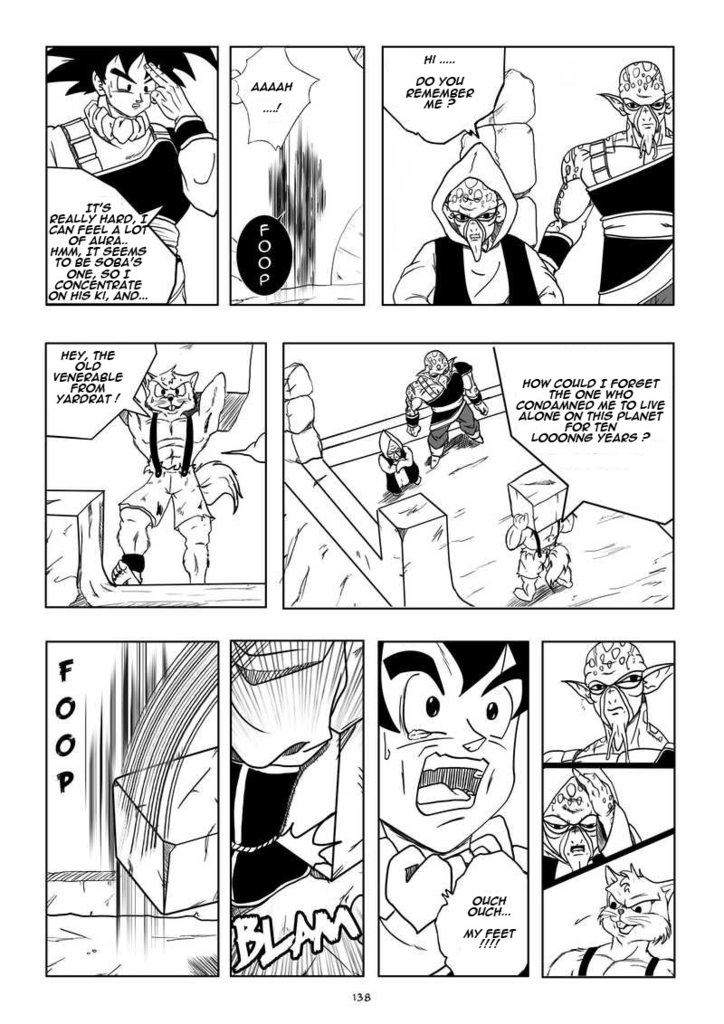 IT'S
REALLY HARD, I
CAN FEEL A LOT
OF AURA..
HMM, IT SEEMS
TO BE SOBA'S
ONE, SO I
CONCENTRATE
ON HIS KI, AND...
AAAAH
.....!
FOOP
HI .....
DO YOU
REMEMBER
ME ?
HEY, THE
OLD
VENERABLE
FROM
YARDRAT !
HOW COULD I FORGET
THE ONE WHO
CONDAMNED ME TO LIVE
ALONE ON THIS PLANET
FOR TEN
LOOONNG YEARS ?
FOOP
BLAM
OUCH
OUCH...
MY FEET
!!!!
138